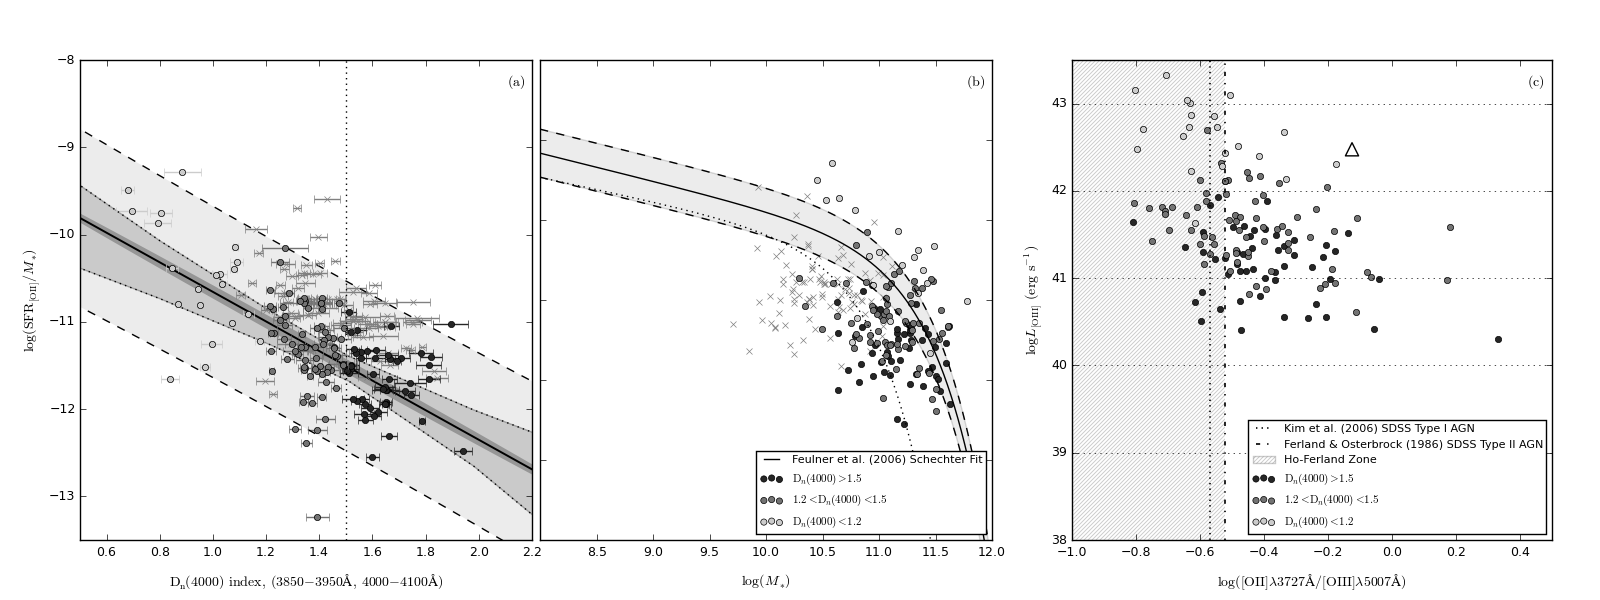 (a)
−8
−9
−10
−11
−12
−13
log(SFR[OII]/M*)
0.6 0.8 1.0 1.2 1.4 1.6 1.8 2.0 2.2
Dn(4000) index, (3850−3950Å, 4000−4100Å)
(b)
Feulner et al. (2006) Schechter Fit
Dn(4000) >1.5
1.2 <Dn(4000) <1.5
Dn(4000) <1.2
8.5 9.0 9.5 10.0 10.5 11.0 11.5 12.0
log(M*)
(c)
43
42
41
40
39
38
logL[OII] (erg s−1)
Kim et al. (2006) SDSS Type I AGN
Ferland & Osterbrock (1986) SDSS Type II AGN
Ho-Ferland Zone
Dn(4000) >1.5
1.2 <Dn(4000) <1.5
Dn(4000) <1.2
−1.0 −0.8 −0.6 −0.4 −0.2 0.0 0.2 0.4
log([OII]λ3727Å/[OIII]λ5007Å)